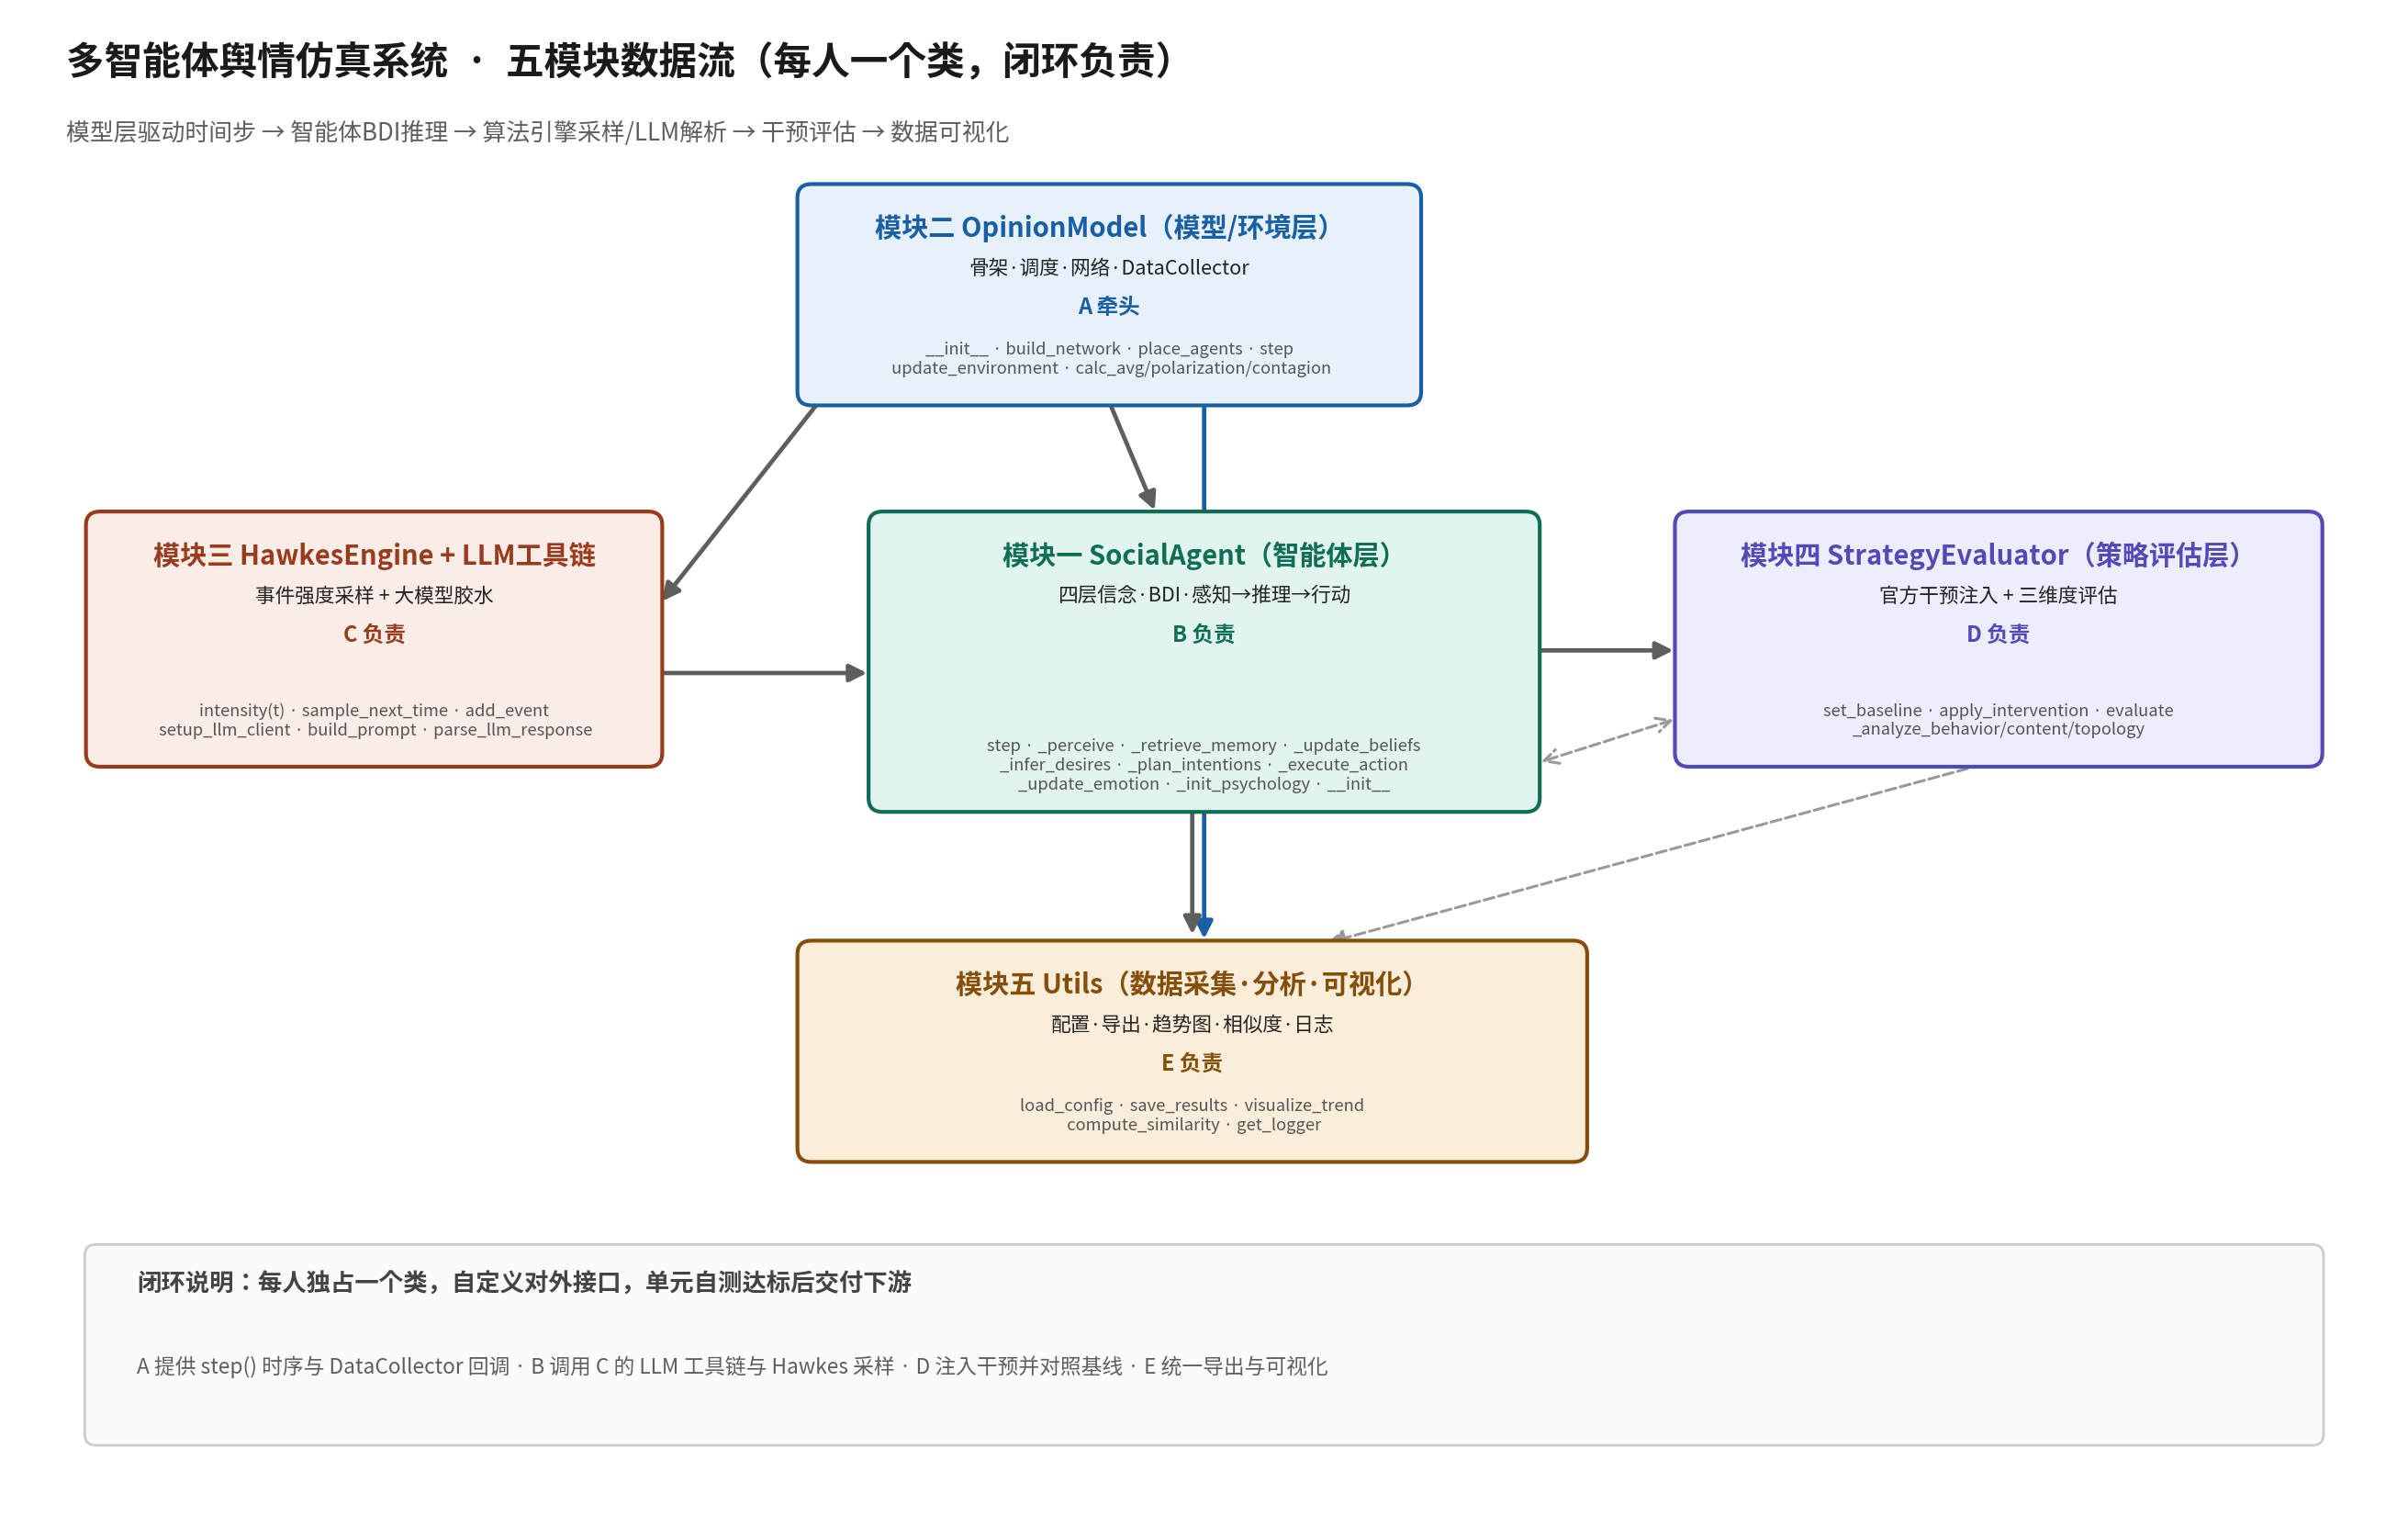 多智能体舆情仿真系统 · 五模块数据流（每人一个类，闭环负责）
模型层驱动时间步 → 智能体BDI推理 → 算法引擎采样/LLM解析 → 干预评估 → 数据可视化
模块二 OpinionModel（模型/环境层）
骨架·调度·网络·DataCollector
A 牵头
__init__ · build_network · place_agents · step
update_environment · calc_avg/polarization/contagion
模块三 HawkesEngine + LLM工具链
事件强度采样 + 大模型胶水
C 负责
intensity(t) · sample_next_time · add_event
setup_llm_client · build_prompt · parse_llm_response
模块一 SocialAgent（智能体层）
四层信念·BDI·感知→推理→行动
B 负责
step · _perceive · _retrieve_memory · _update_beliefs
_infer_desires · _plan_intentions · _execute_action
_update_emotion · _init_psychology · __init__
模块四 StrategyEvaluator（策略评估层）
官方干预注入 + 三维度评估
D 负责
set_baseline · apply_intervention · evaluate
_analyze_behavior/content/topology
模块五 Utils（数据采集·分析·可视化）
配置·导出·趋势图·相似度·日志
E 负责
load_config · save_results · visualize_trend
compute_similarity · get_logger
闭环说明：每人独占一个类，自定义对外接口，单元自测达标后交付下游
A 提供 step() 时序与 DataCollector 回调 · B 调用 C 的 LLM 工具链与 Hawkes 采样 · D 注入干预并对照基线 · E 统一导出与可视化